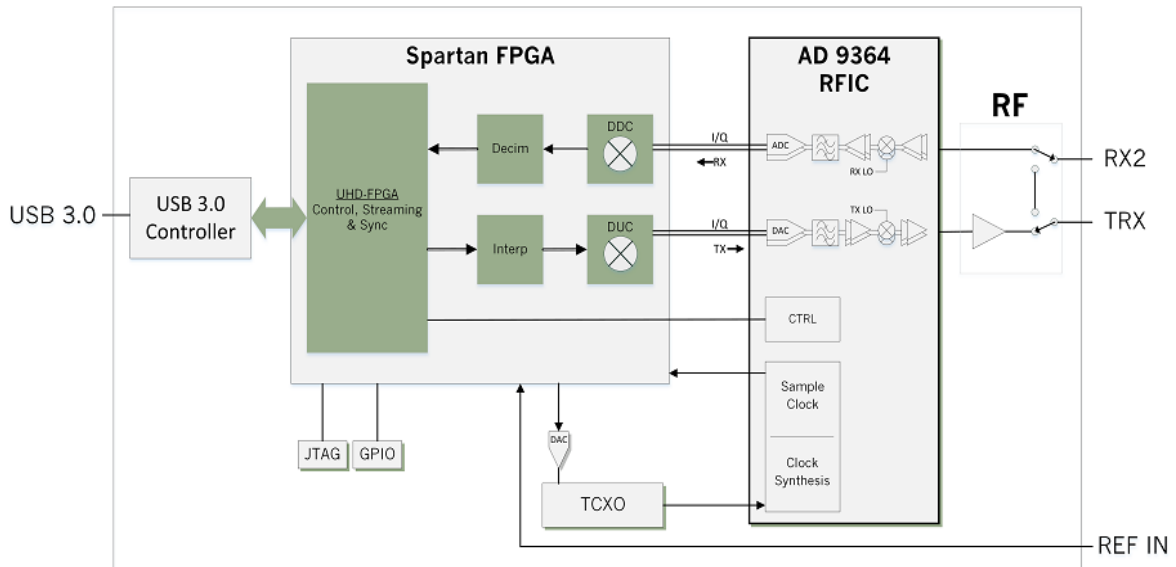 Spartan FPGA
AD 9364
RFIC
RF
DDC
Decim
I/Q
RX
ADC
RX LO
RX2
UHD-FPGA
Control, Streaming
& Sync
USB 3.0
USB 3.0
Controller
Interp
DUC
I/Q
TX
DAC
TX LO
TRX
CTRL
Sample
Clock
Clock
Synthesis
JTAG
GPIO
DAC
TCXO
REF IN